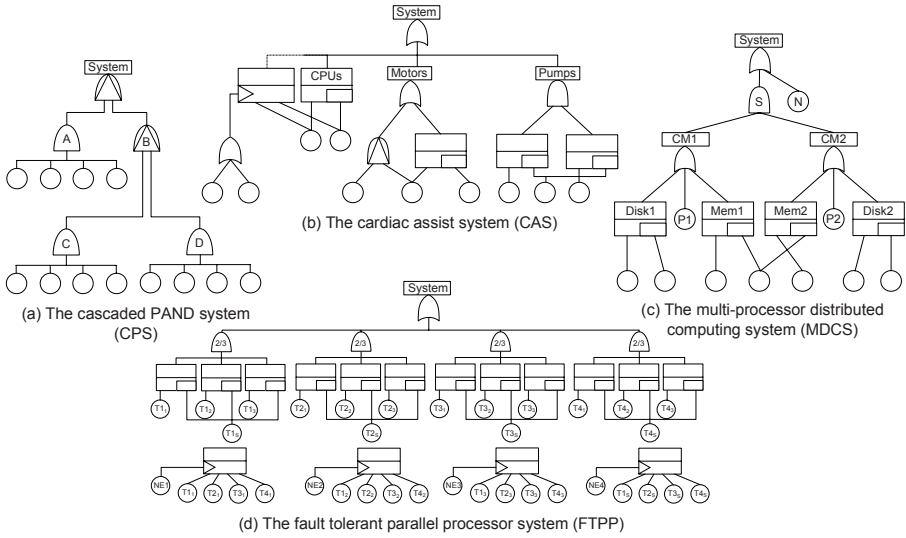 System
A
B
C
D
(a) The cascaded PAND system
(CPS)
System
CPUs
Motors
Pumps
(b) The cardiac assist system (CAS)
System
S
N
CM1
CM2
Disk1
P1
Mem1
Mem2
P2
Disk2
(c) The multi-processor distributed
computing system (MDCS)
System
2/3
2/3
2/3
2/3
T1₁
T1₂
T1₃
T2₁
T2₂
T2₃
T3₁
T3₂
T3₃
T4₁
T4₂
T4₃
T1S
T2S
T3S
T4S
NE1
T1₁
T2₁
T3₁
T4₁
NE2
T1₂
T2₂
T3₂
T4₂
NE3
T1₃
T2₃
T3₃
T4₃
NE4
T1S
T2S
T3S
T4S
(d) The fault tolerant parallel processor system (FTPP)